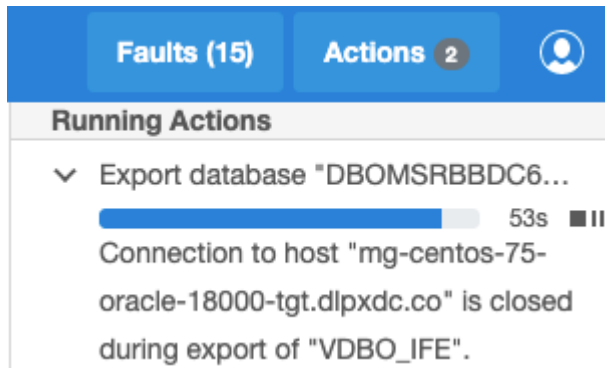 Faults (15) Actions 2
Running Actions
Export database "DBOMSRBBDC6...
53s
Connection to host "mg-centos-75-
oracle-18000-tgt.dlpxdc.co" is closed
during export of "VDBO_IFE".